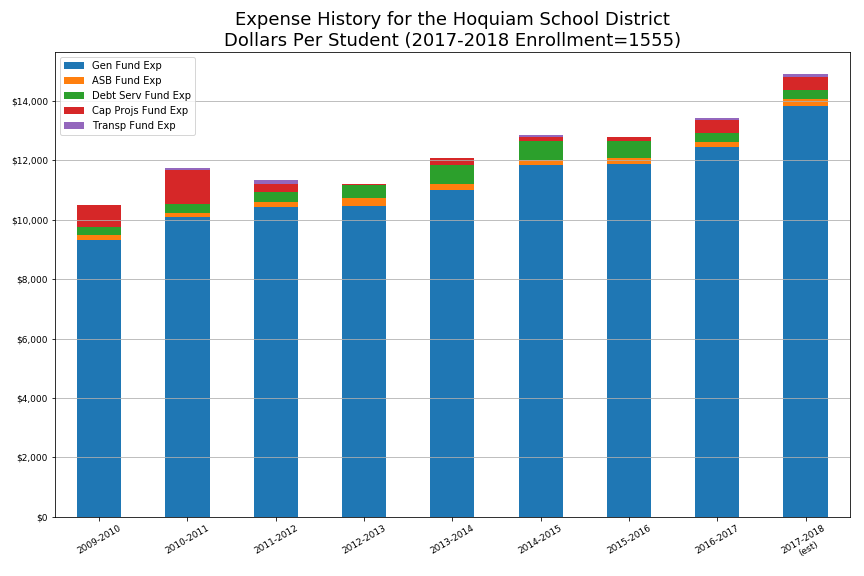 Expense History for the Hoquiam School District
Dollars Per Student (2017-2018 Enrollment=1555)
Gen Fund Exp
ASB Fund Exp
Debt Serv Fund Exp
Cap Projs Fund Exp
Transp Fund Exp
$14,000
$12,000
$10,000
$8,000
$6,000
$4,000
$2,000
$0
2009-2010
2010-2011
2011-2012
2012-2013
2013-2014
2014-2015
2015-2016
2016-2017
2017-2018
(est)